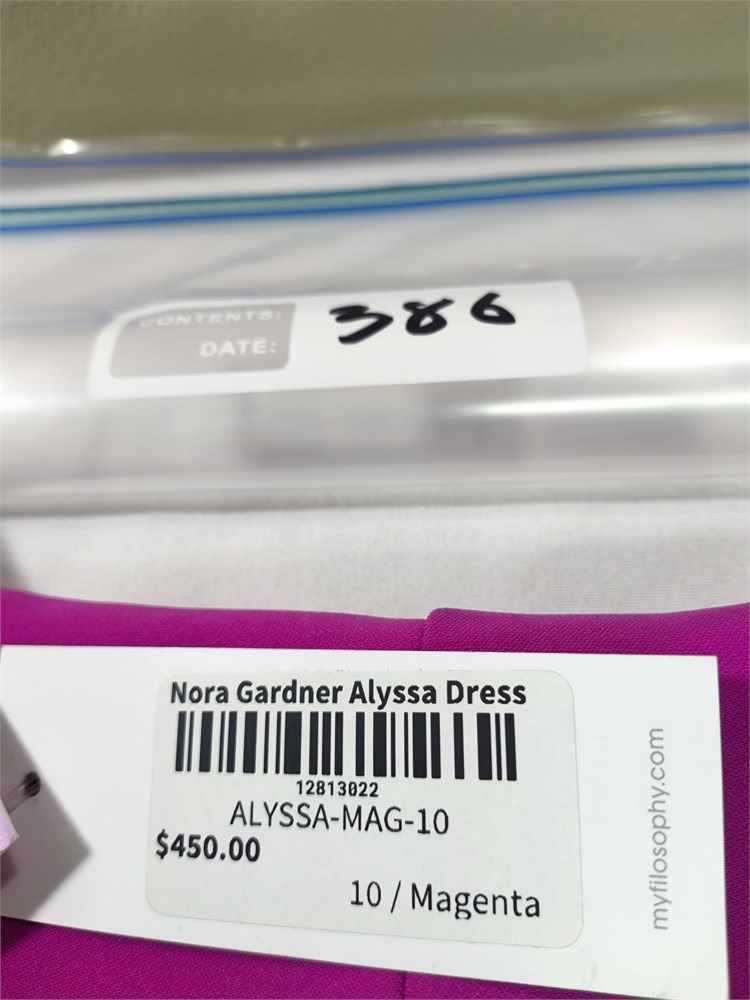 CONTENTS:
DATE:
386
Nora Gardner Alyssa Dress
12813022
ALYSSA-MAG-10
$450.00
10 / Magenta
myfilosophy.com